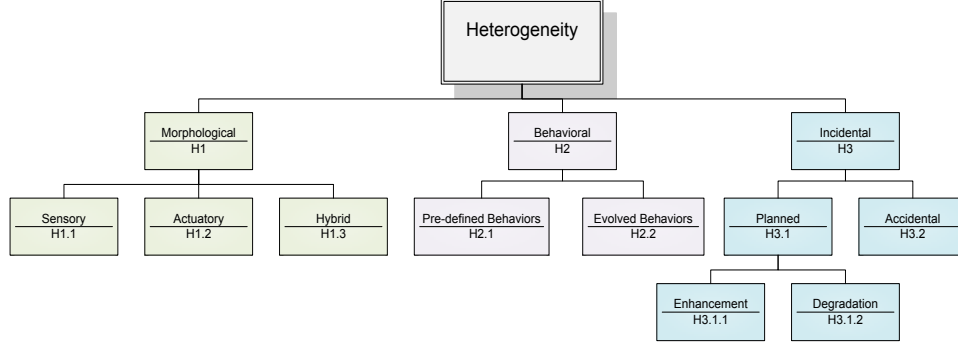 Heterogeneity
Morphological
H1
Behavioral
H2
Incidental
H3
Sensory
H1.1
Actuatory
H1.2
Hybrid
H1.3
Pre-defined Behaviors
H2.1
Evolved Behaviors
H2.2
Planned
H3.1
Accidental
H3.2
Enhancement
H3.1.1
Degradation
H3.1.2